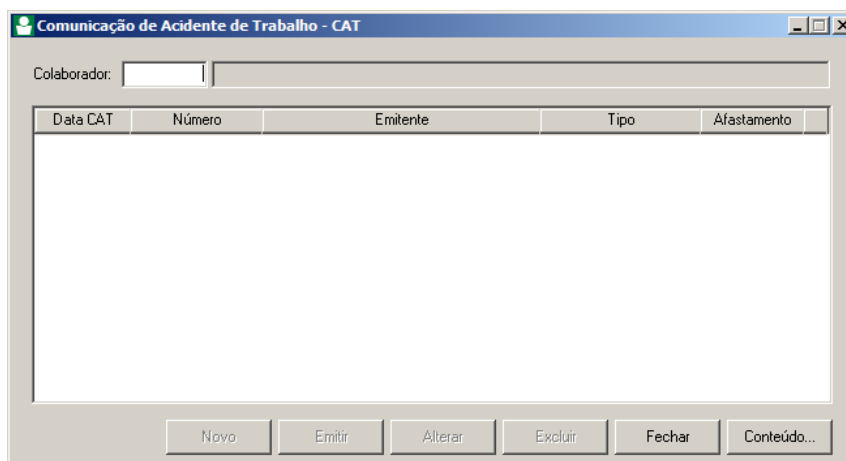 Comunicação de Acidente de Trabalho - CAT
Colaborador:
Data CAT Número Emitente Tipo Afastamento
Novo Emitir Alterar Excluir Fechar Conteúdo...